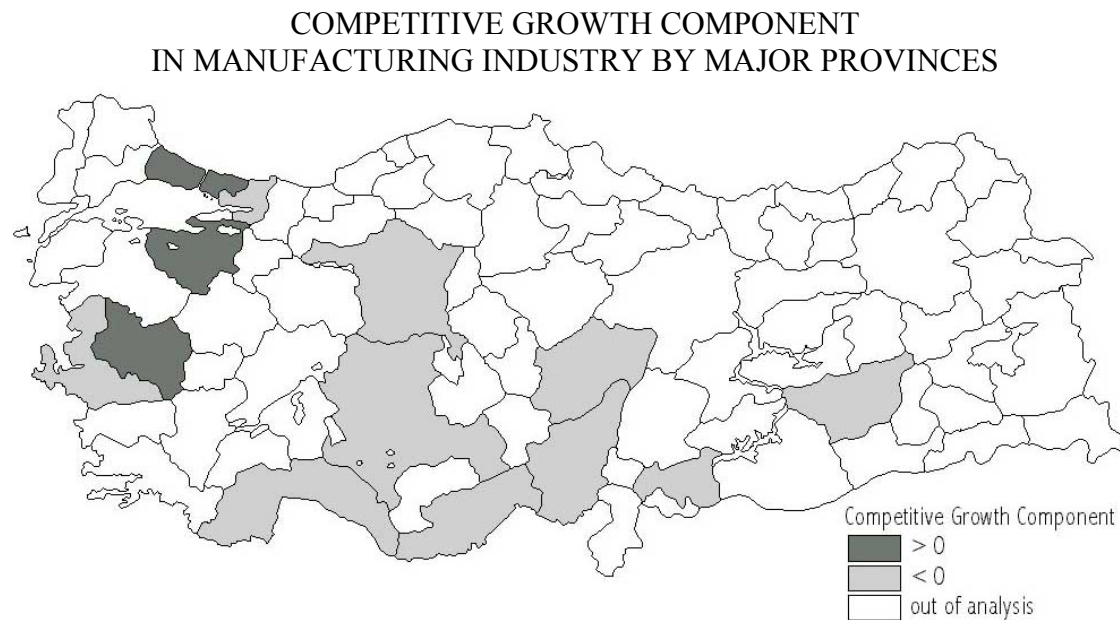 COMPETITIVE GROWTH COMPONENT
IN MANUFACTURING INDUSTRY BY MAJOR PROVINCES
Competitive Growth Component
> 0
< 0
out of analysis